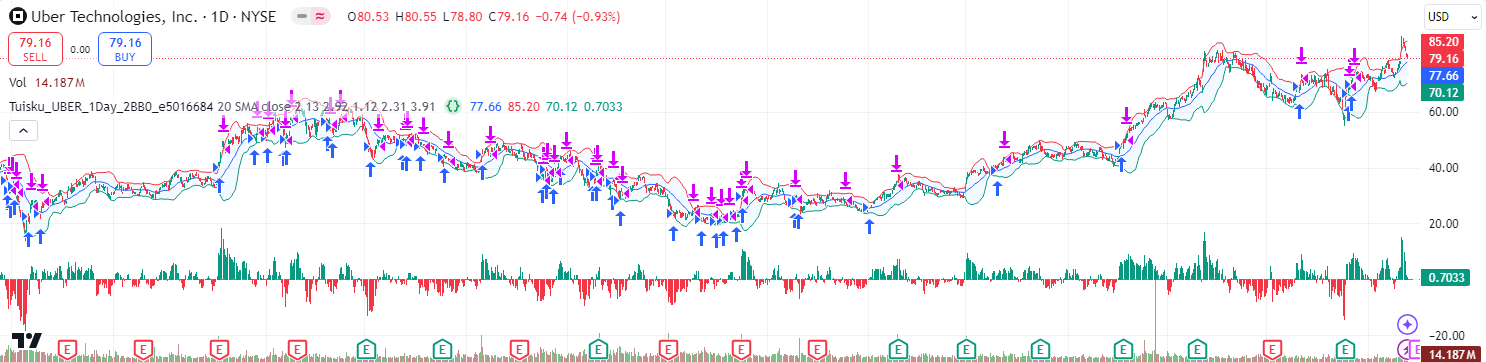 Uber Technologies, Inc. · 1D · NYSE O80.53 H80.55 L78.80 C79.16 −0.74 (−0.93%)
USD
79.16 0.00 79.16
SELL BUY
Vol 14.187M
Tuisku_UBER_1Day_2BB0_e5016684 20 SMA close 2.13 2.92 1.12 2.31 3.91 77.66 85.20 70.12 0.7033
85.20
79.16
77.66
70.12
60.00
40.00
20.00
0.7033
−20.00
14.187M
E E E E E E E E E E E E E E E E E E E